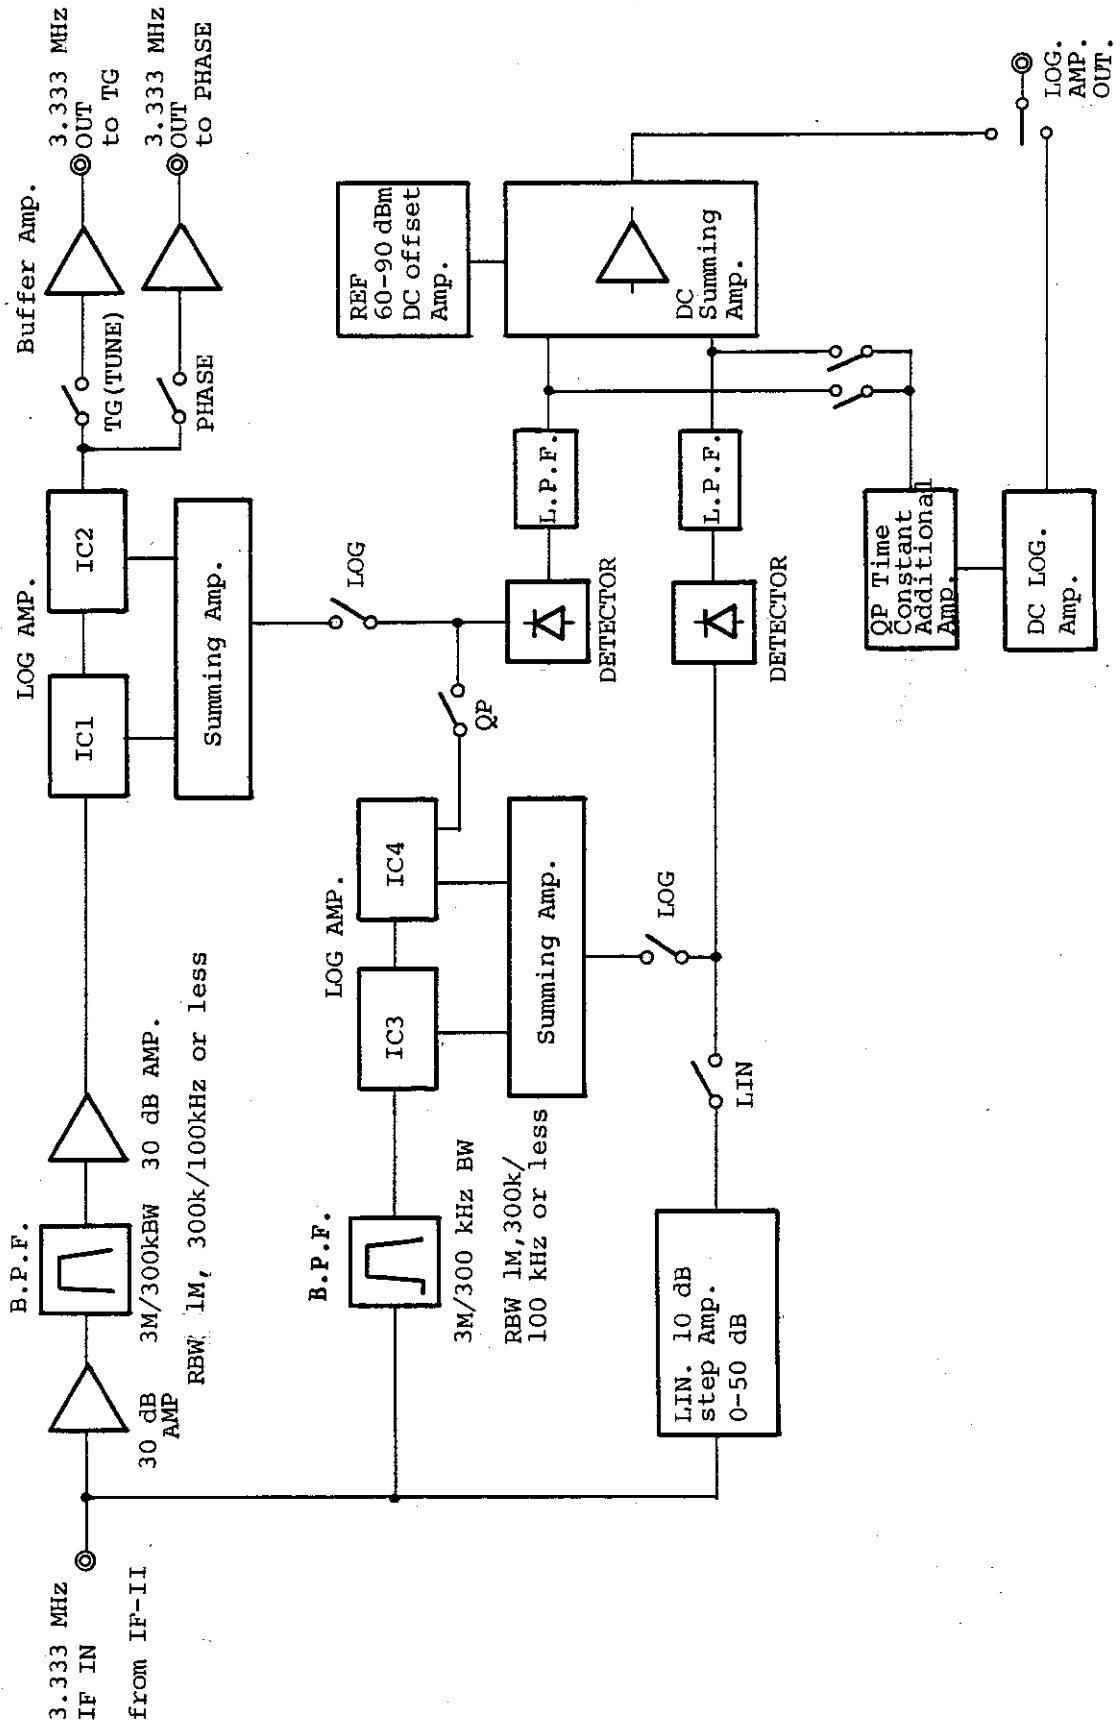 3.333 MHz
IF IN
from IF-II
30 dB
AMP
B.P.F.
3M/300kBW
30 dB AMP.
RBW 1M, 300k/100kHz or less
LOG AMP.
IC1
IC2
Summing Amp.
Buffer Amp.
TG(TUNE)
PHASE
3.333 MHz
OUT
to TG
3.333 MHz
OUT
to PHASE
B.P.F.
3M/300 kHz BW
RBW 1M,300k/
100 kHz or less
LOG AMP.
IC3
IC4
Summing Amp.
QP
LOG
LOG
LIN. 10 dB
step Amp.
0-50 dB
LIN
DETECTOR
DETECTOR
L.P.F.
L.P.F.
REF
60-90 dBm
DC offset
Amp.
DC
Summing
Amp.
QP Time
Constant
Additional
Amp.
DC LOG.
Amp.
LOG.
AMP.
OUT.